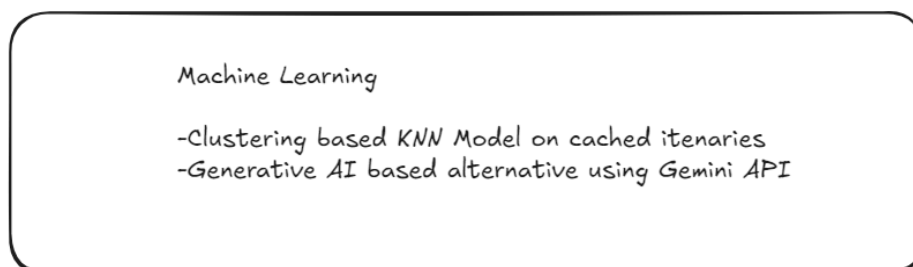 Machine Learning
-Clustering based KNN Model on cached itenaries
-Generative AI based alternative using Gemini API